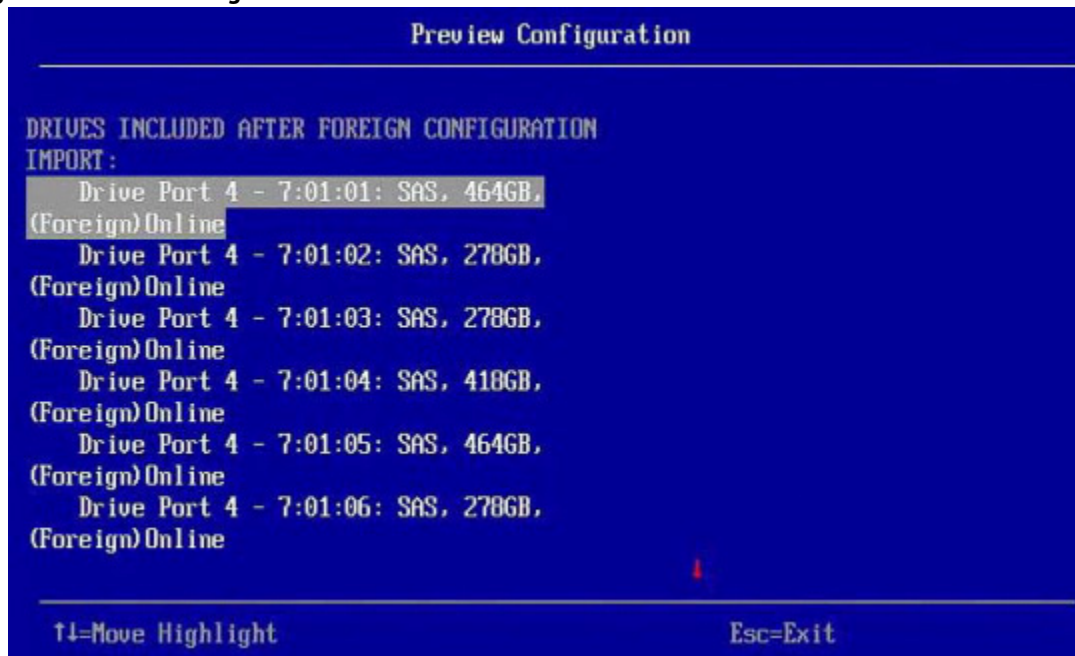 Preview Configuration
DRIVES INCLUDED AFTER FOREIGN CONFIGURATION
IMPORT:
Drive Port 4 - 7:01:01: SAS, 464GB,
(Foreign)Online
Drive Port 4 - 7:01:02: SAS, 278GB,
(Foreign)Online
Drive Port 4 - 7:01:03: SAS, 278GB,
(Foreign)Online
Drive Port 4 - 7:01:04: SAS, 418GB,
(Foreign)Online
Drive Port 4 - 7:01:05: SAS, 464GB,
(Foreign)Online
Drive Port 4 - 7:01:06: SAS, 278GB,
(Foreign)Online
↓
↑↓=Move Highlight
Esc=Exit